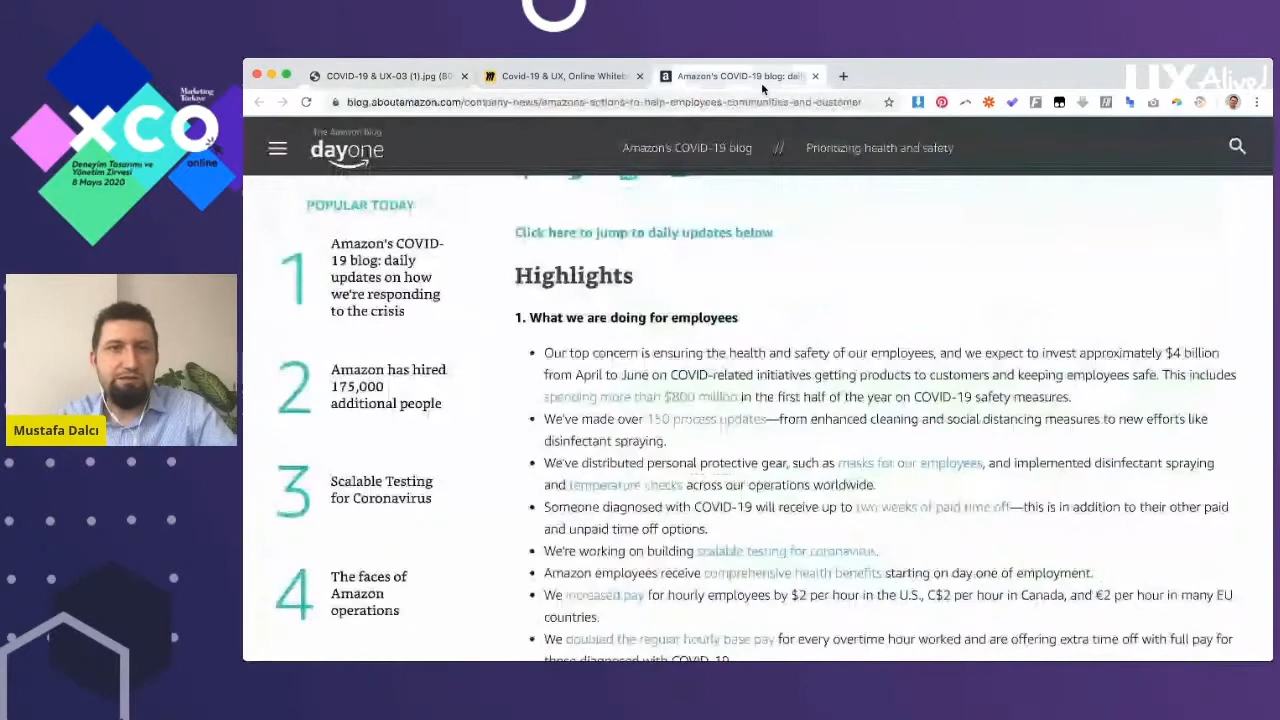 Marketing
Türkiye
XCO
online
Deneyim Tasarımı ve
Yönetim Zirvesi
8 Mayıs 2020
Mustafa Dalcı
COVID-19 & UX-03 (1).jpg (80
Covid-19 & UX, Online Whiteb
Amazon's COVID-19 blog: dail
UXAlive!
blog.aboutamazon.com/company-news/amazons-actions-to-help-employees-communities-and-customer
The Amazon Blog
dayone
Amazon's COVID-19 blog // Prioritizing health and safety
POPULAR TODAY
1
Amazon's COVID-
19 blog: daily
updates on how
we're responding
to the crisis
2
Amazon has hired
175,000
additional people
3
Scalable Testing
for Coronavirus
4
The faces of
Amazon
operations
Click here to jump to daily updates below
Highlights
1. What we are doing for employees
• Our top concern is ensuring the health and safety of our employees, and we expect to invest approximately $4 billion
from April to June on COVID-related initiatives getting products to customers and keeping employees safe. This includes
spending more than $800 million in the first half of the year on COVID-19 safety measures.
• We've made over 150 process updates—from enhanced cleaning and social distancing measures to new efforts like
disinfectant spraying.
• We've distributed personal protective gear, such as masks for our employees, and implemented disinfectant spraying
and temperature checks across our operations worldwide.
• Someone diagnosed with COVID-19 will receive up to two weeks of paid time off—this is in addition to their other paid
and unpaid time off options.
• We're working on building scalable testing for coronavirus.
• Amazon employees receive comprehensive health benefits starting on day one of employment.
• We increased pay for hourly employees by $2 per hour in the U.S., C$2 per hour in Canada, and €2 per hour in many EU
countries.
• We doubled the regular hourly base pay for every overtime hour worked and are offering extra time off with full pay for
those diagnosed with COVID-19.